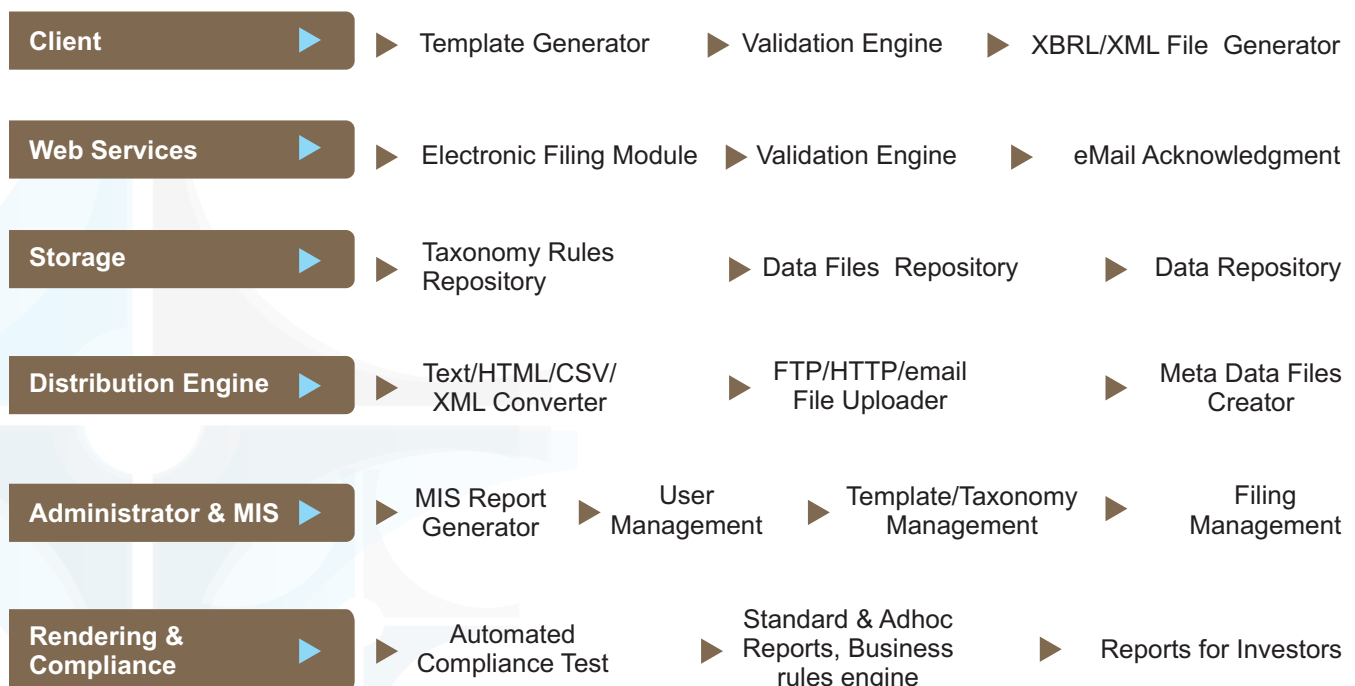 Client
Template Generator
Validation Engine
XBRL/XML File Generator
Web Services
Electronic Filing Module
Validation Engine
eMail Acknowledgment
Storage
Taxonomy Rules
Repository
Data Files Repository
Data Repository
Distribution Engine
Text/HTML/CSV/
XML Converter
FTP/HTTP/email
File Uploader
Meta Data Files
Creator
Administrator & MIS
MIS Report
Generator
User
Management
Template/Taxonomy
Management
Filing
Management
Rendering &
Compliance
Automated
Compliance Test
Standard & Adhoc
Reports, Business
rules engine
Reports for Investors